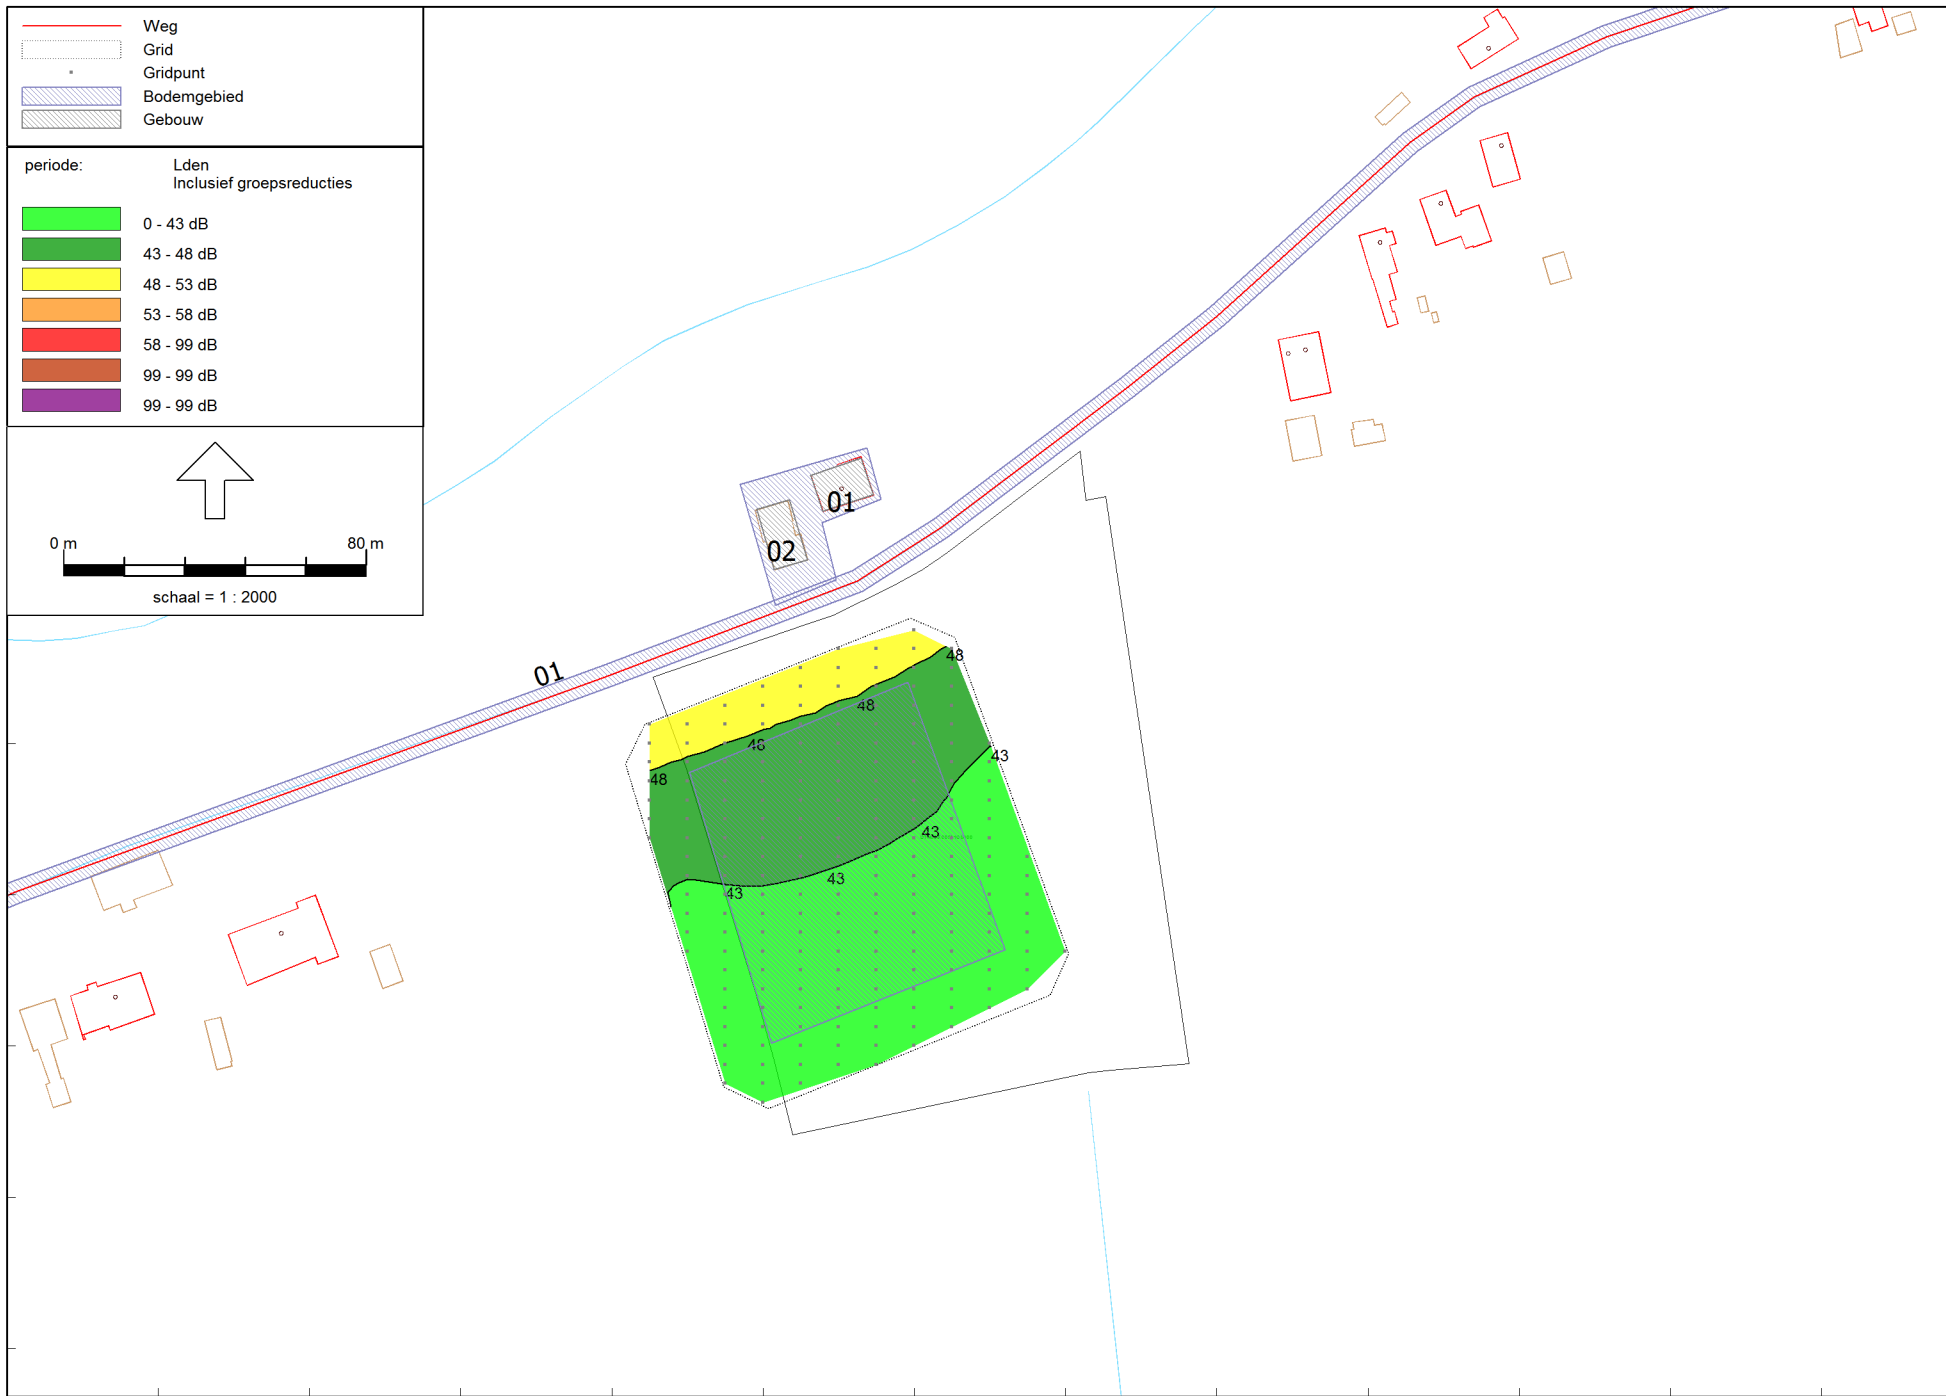 Weg
Grid
Gridpunt
Bodemgebied
Gebouw
periode: Lden
Inclusief groepsreducties
0 - 43 dB
43 - 48 dB
48 - 53 dB
53 - 58 dB
58 - 99 dB
99 - 99 dB
99 - 99 dB
0 m 80 m
schaal = 1 : 2000
01
02
01
48
48
48
48
43
43
43
43